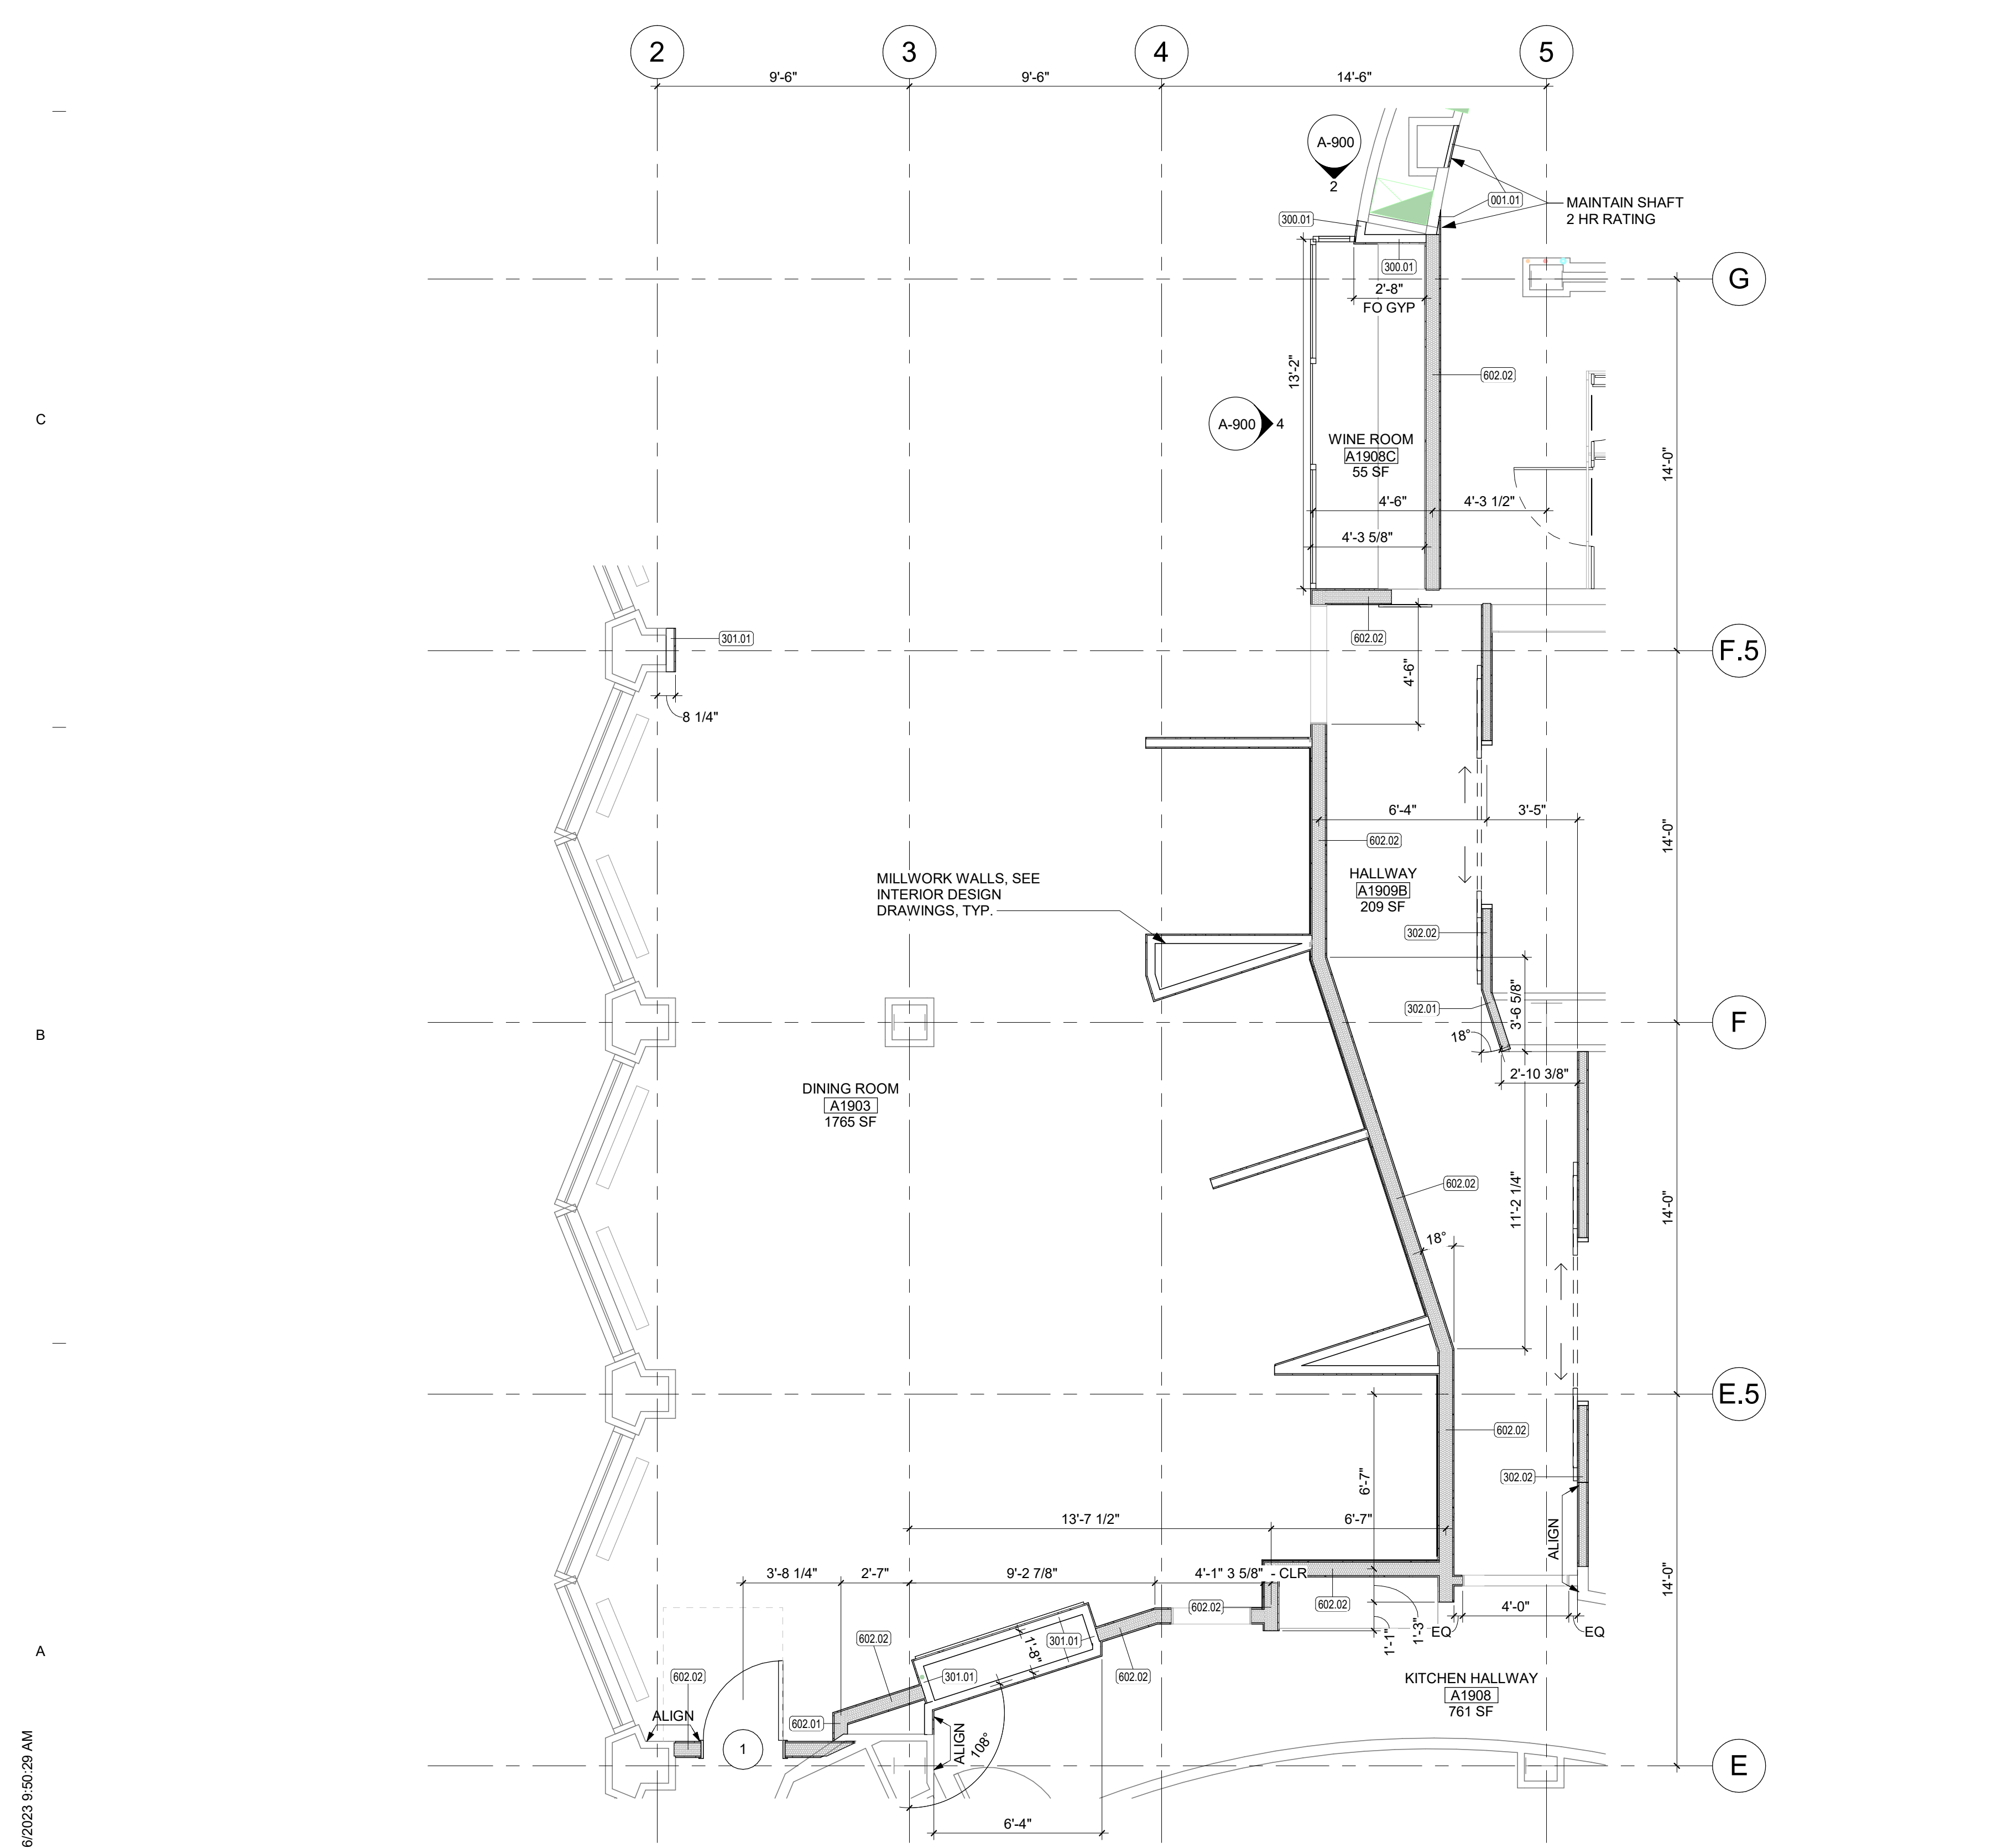 2
3
4
5
9'-6"
9'-6"
14'-6"
A-900
2
001.01
MAINTAIN SHAFT
2 HR RATING
300.01
300.01
G
2'-8"
FO GYP
13'-2"
602.02
C
A-900
4
WINE ROOM
A1908C
55 SF
14'-0"
4'-6"
4'-3 1/2"
4'-3 5/8"
301.01
602.02
F.5
4'-6"
8 1/4"
6'-4"
3'-5"
602.02
14'-0"
MILLWORK WALLS, SEE
INTERIOR DESIGN
DRAWINGS, TYP.
HALLWAY
A1909B
209 SF
302.02
302.01
3'-6 5/8"
F
B
18°
2'-10 3/8"
DINING ROOM
A1903
1765 SF
602.02
11'-2 1/4"
14'-0"
18°
E.5
602.02
302.02
6'-7"
13'-7 1/2"
6'-7"
ALIGN
3'-8 1/4"
2'-7"
9'-2 7/8"
4'-1" 3 5/8" - CLR
14'-0"
602.02
602.02
4'-0"
1'-1"
1'-3"
EQ
EQ
602.02
301.01
1'-8"
A
602.02
301.01
602.02
KITCHEN HALLWAY
A1908
761 SF
ALIGN
602.01
1
ALIGN
108°
E
6'-4"
6/2023 9:50:29 AM